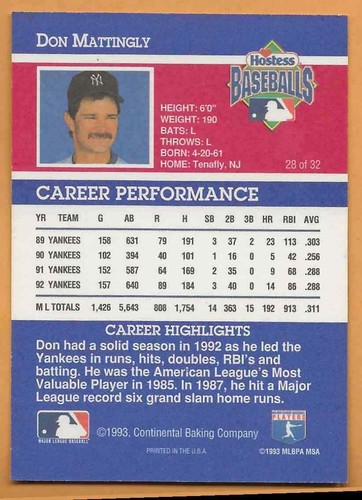 DON MATTINGLY
Hostess
BASEBALLS
HEIGHT: 6'0"
WEIGHT: 190
BATS: L
THROWS: L
BORN: 4-20-61
HOME: Tenafly, NJ
28 of 32
CAREER PERFORMANCE
YR TEAM G AB R H SB 2B 3B HR RBI AVG
89 YANKEES 158 631 79 191 3 37 2 23 113 .303
90 YANKEES 102 394 40 101 1 16 0 5 42 .256
91 YANKEES 152 587 64 169 2 35 0 9 68 .288
92 YANKEES 157 640 89 184 3 40 0 14 86 .288
M L TOTALS 1,426 5,643 808 1,754 14 363 15 192 913 .311
CAREER HIGHLIGHTS
Don had a solid season in 1992 as he led the
Yankees in runs, hits, doubles, RBI's and
batting. He was the American League's Most
Valuable Player in 1985. In 1987, he hit a Major
League record six grand slam home runs.
MAJOR LEAGUE BASEBALL
©1993, Continental Baking Company
PRINTED IN THE U.S.A.
PLAYERS
©1993 MLBPA MSA